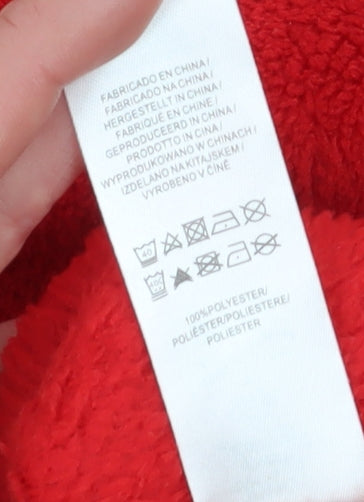 FABRICADO EN CHINA/
FABRICADO NA CHINA/
HERGESTELLT IN CHINA/
FABRIQUÉ EN CHINE/
GEPRODUCEERD IN CHINA/
PRODOTTO IN CINA/
WYPRODUKOWANO W CHINACH/
IZDELANO NA KITAJSKEM/
VYROBENO V ČÍNĚ
40
40C
100%POLYESTER/
POLIÉSTER/POLIESTERE/
POLIESTER